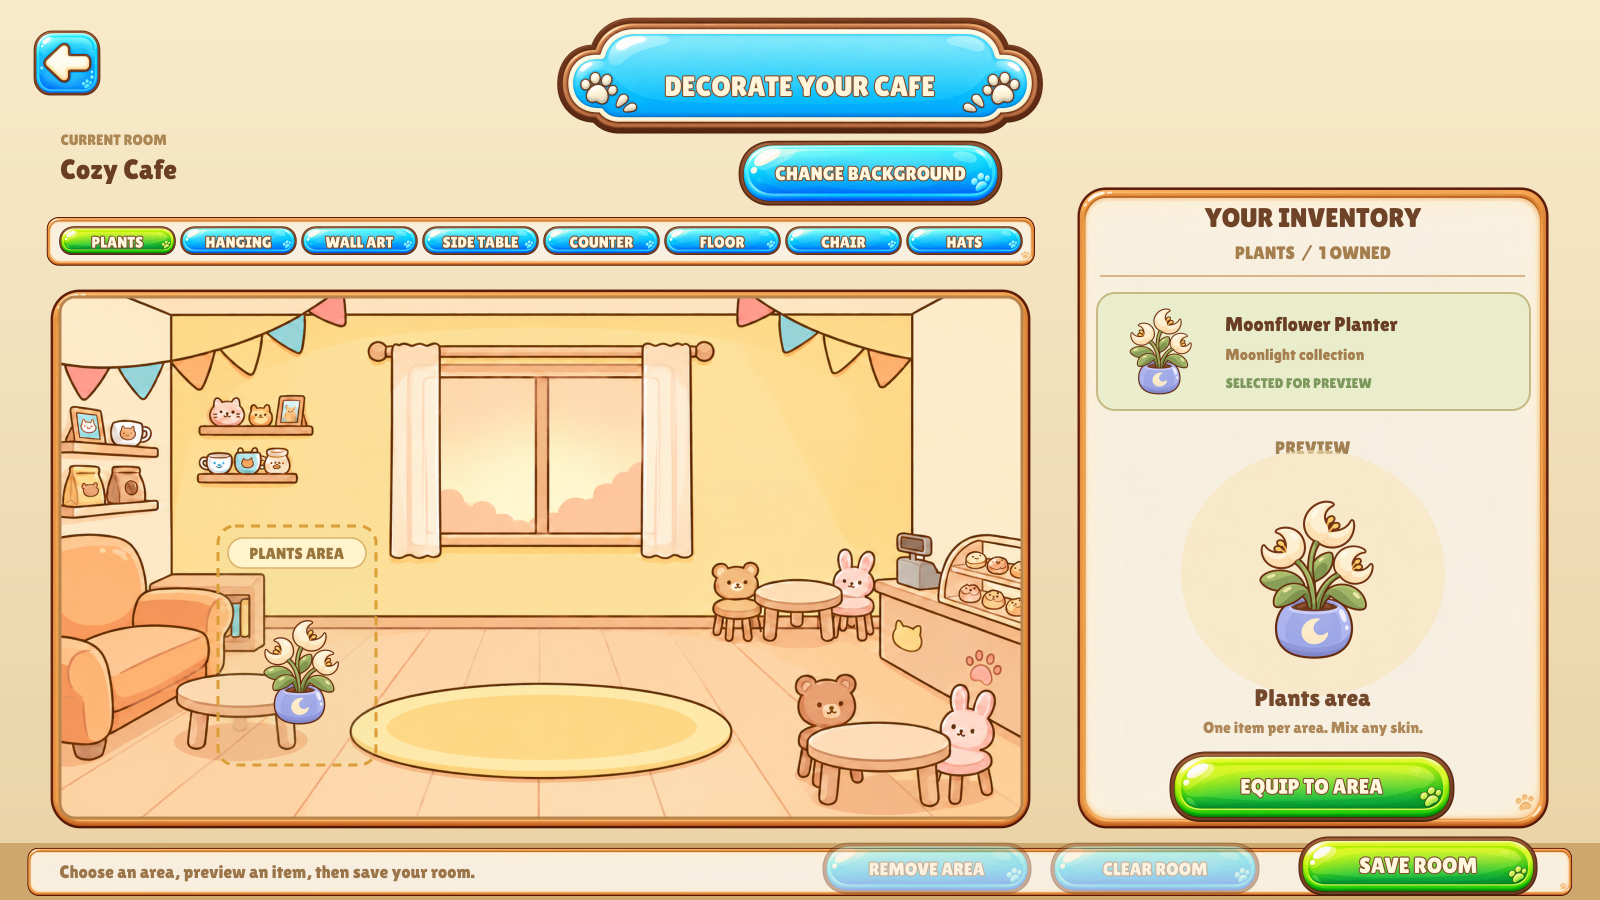 DECORATE YOUR CAFE
CURRENT ROOM
Cozy Cafe
CHANGE BACKGROUND
PLANTS
HANGING
WALL ART
SIDE TABLE
COUNTER
FLOOR
CHAIR
HATS
PLANTS AREA
YOUR INVENTORY
PLANTS / 1 OWNED
Moonflower Planter
Moonlight collection
SELECTED FOR PREVIEW
PREVIEW
Plants area
One item per area. Mix any skin.
EQUIP TO AREA
Choose an area, preview an item, then save your room.
REMOVE AREA
CLEAR ROOM
SAVE ROOM